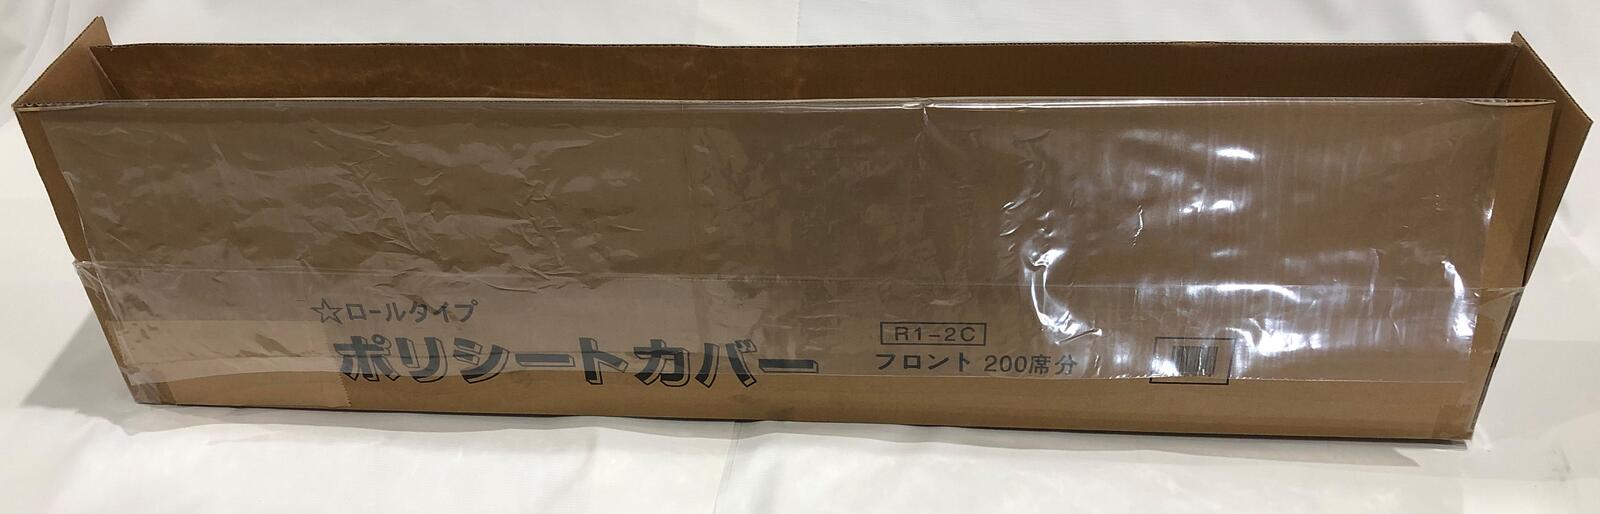 ☆ロールタイプ
ポリシートカバー
R1-2C
フロント 200席分